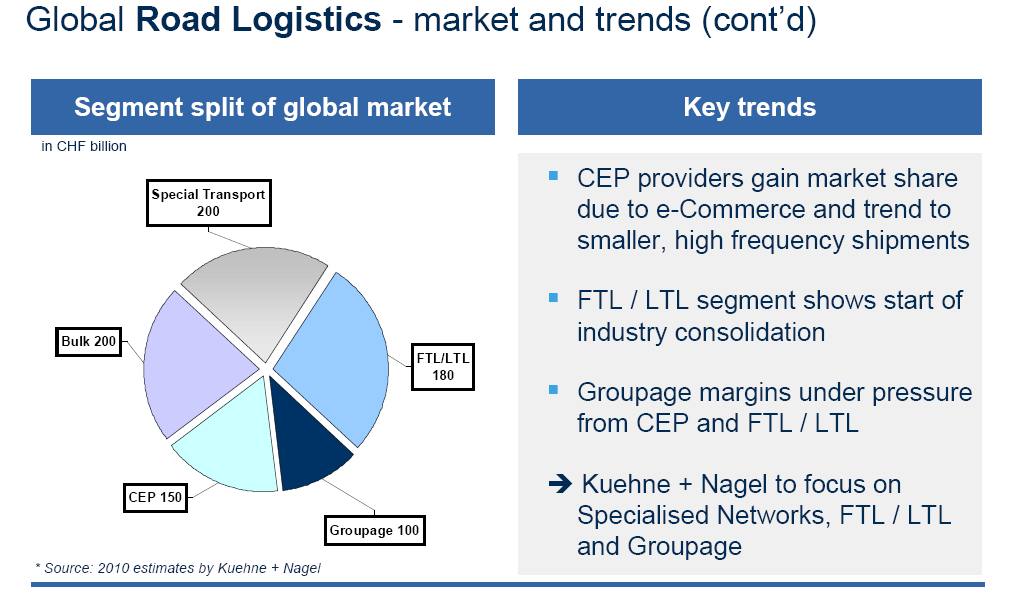 Global Road Logistics - market and trends (cont’d)
Segment split of global market
in CHF billion
Special Transport
200
Bulk 200
FTL/LTL
180
CEP 150
Groupage 100
* Source: 2010 estimates by Kuehne + Nagel
Key trends
▪ CEP providers gain market share
due to e-Commerce and trend to
smaller, high frequency shipments
▪ FTL / LTL segment shows start of
industry consolidation
▪ Groupage margins under pressure
from CEP and FTL / LTL
➔ Kuehne + Nagel to focus on
Specialised Networks, FTL / LTL
and Groupage